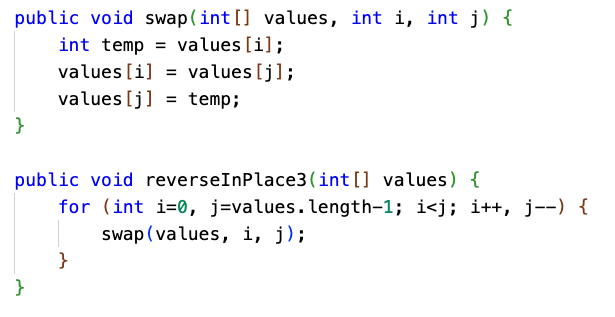 public void swap(int[] values, int i, int j) {
    int temp = values[i];
    values[i] = values[j];
    values[j] = temp;
}

public void reverseInPlace3(int[] values) {
    for (int i=0, j=values.length-1; i<j; i++, j--) {
        swap(values, i, j);
    }
}